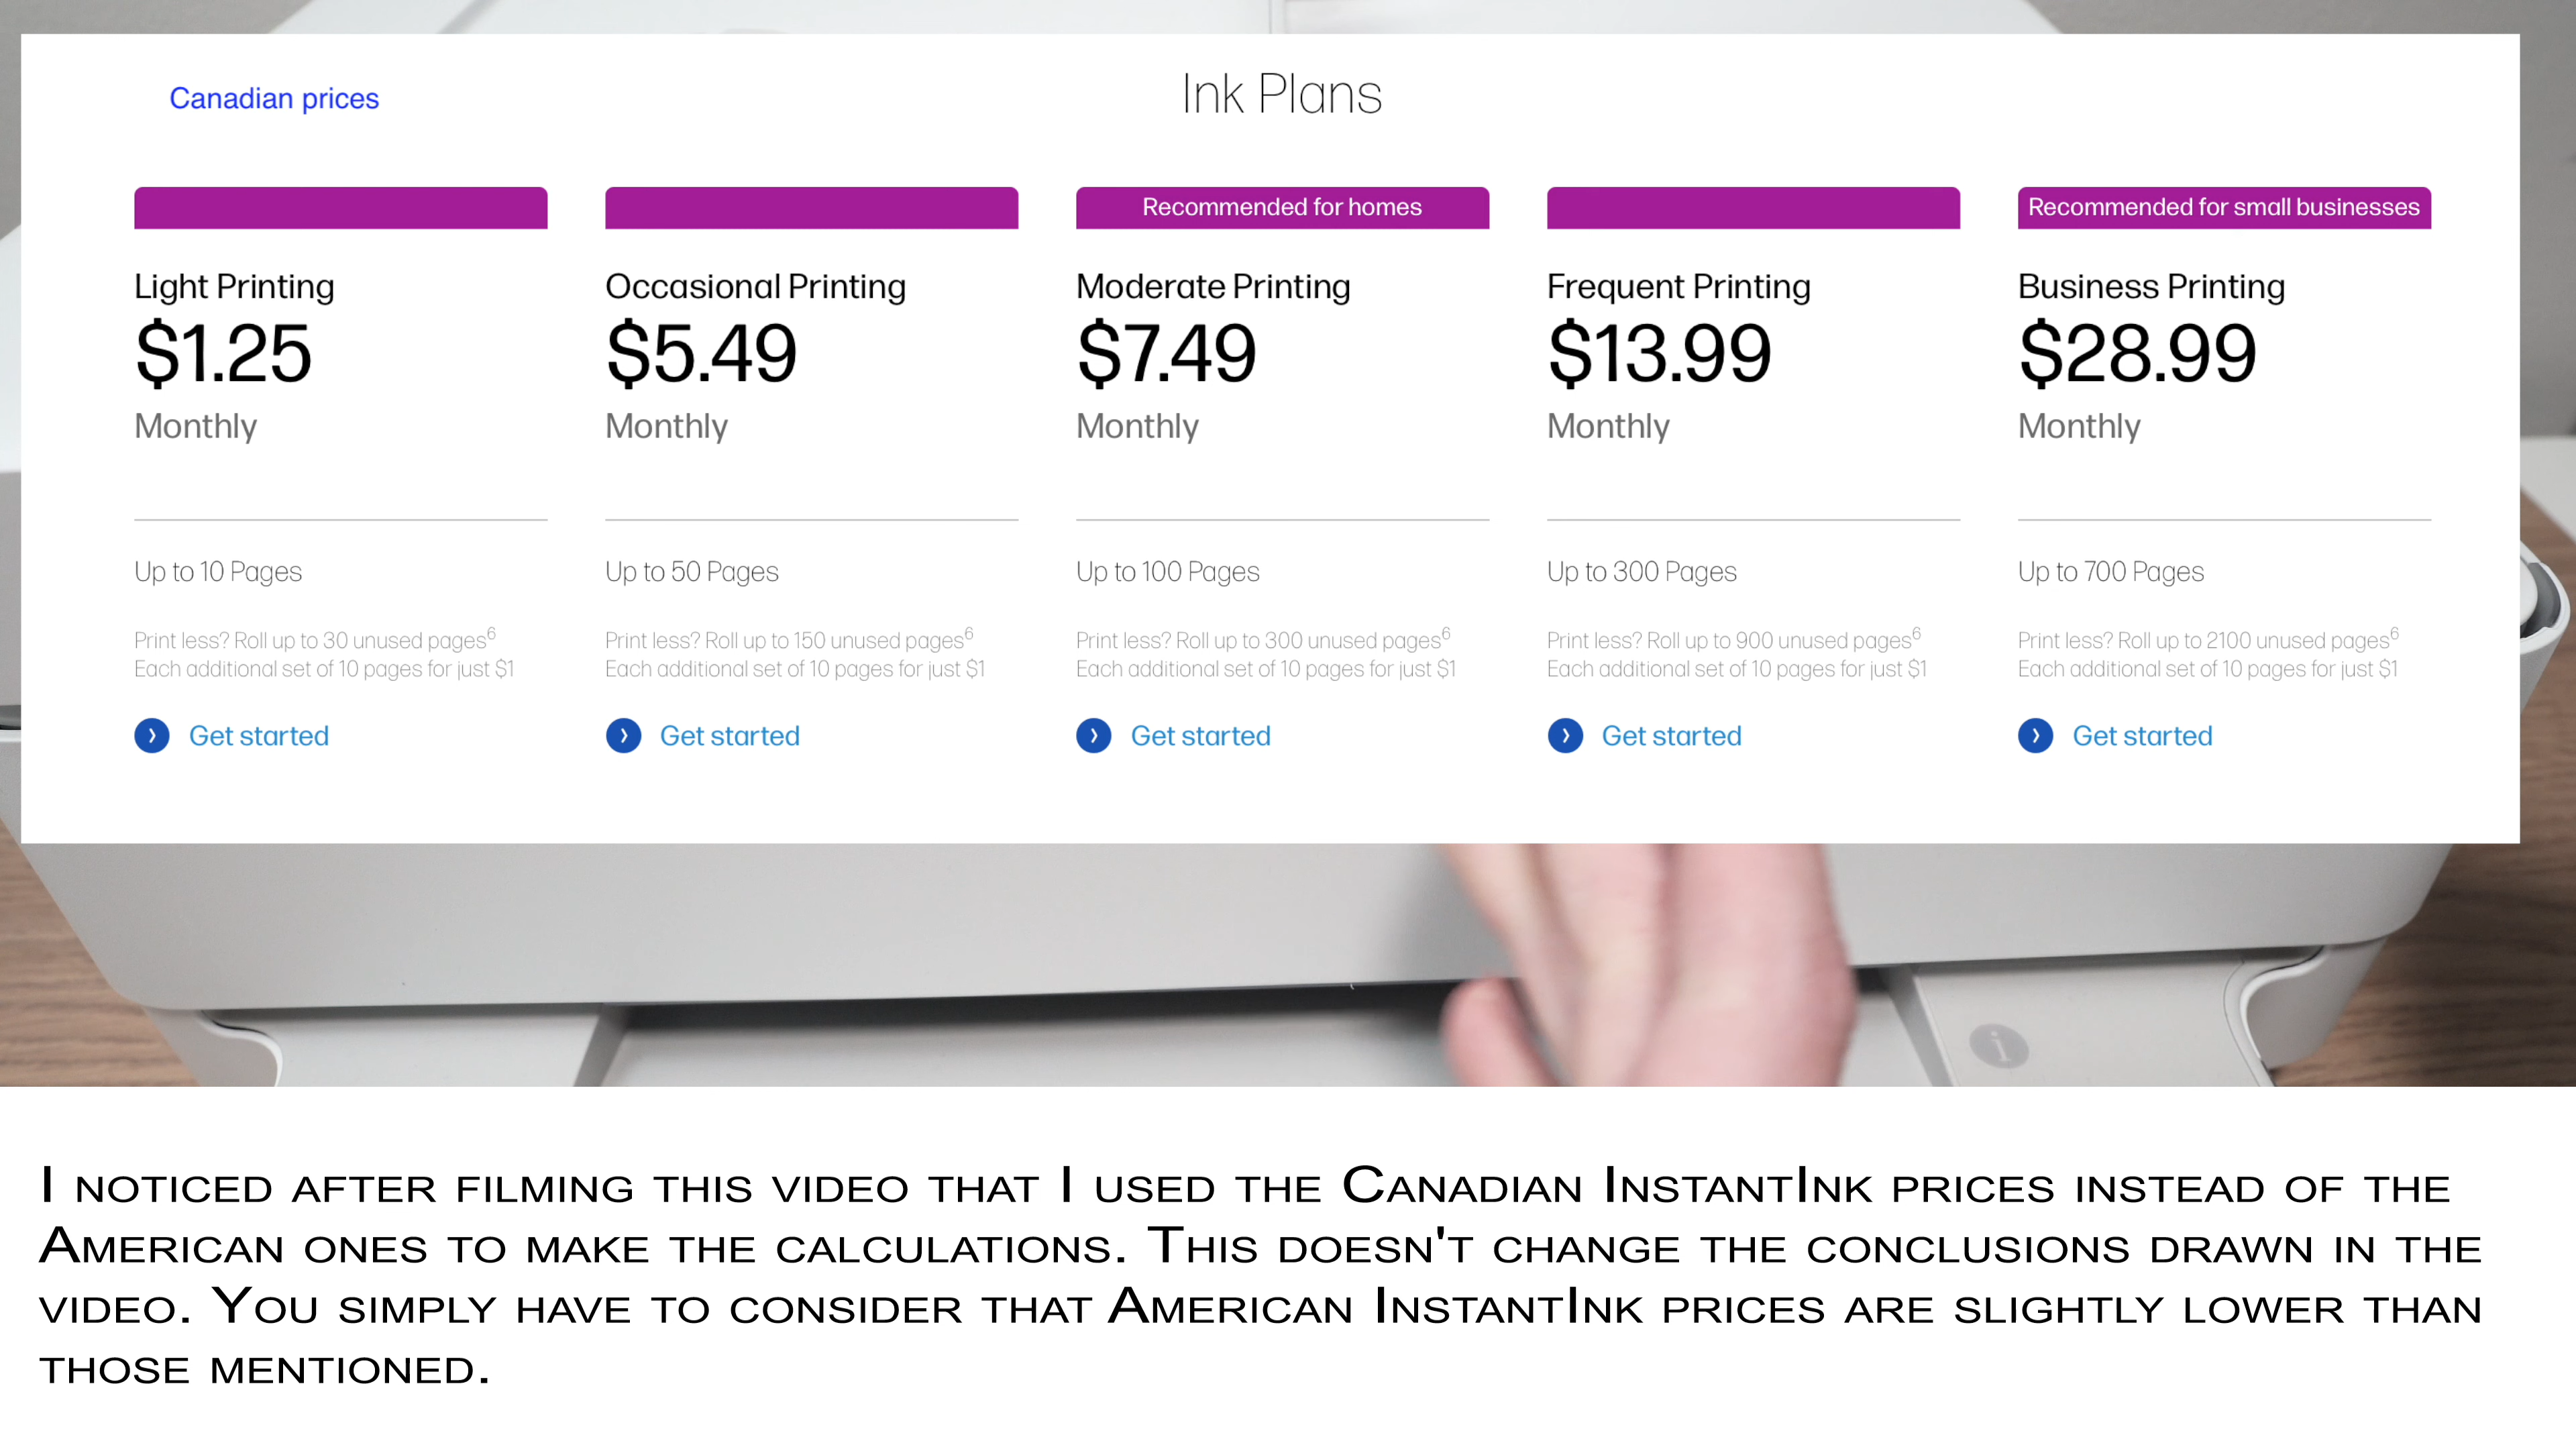 Canadian prices
Ink Plans
Recommended for homes
Recommended for small businesses
Light Printing
$1.25
Monthly
Up to 10 Pages
Print less? Roll up to 30 unused pages6
Each additional set of 10 pages for just $1
Get started
Occasional Printing
$5.49
Monthly
Up to 50 Pages
Print less? Roll up to 150 unused pages6
Each additional set of 10 pages for just $1
Get started
Moderate Printing
$7.49
Monthly
Up to 100 Pages
Print less? Roll up to 300 unused pages6
Each additional set of 10 pages for just $1
Get started
Frequent Printing
$13.99
Monthly
Up to 300 Pages
Print less? Roll up to 900 unused pages6
Each additional set of 10 pages for just $1
Get started
Business Printing
$28.99
Monthly
Up to 700 Pages
Print less? Roll up to 2100 unused pages6
Each additional set of 10 pages for just $1
Get started
i
I noticed after filming this video that I used the Canadian InstantInk prices instead of the
American ones to make the calculations. This doesn't change the conclusions drawn in the
video. You simply have to consider that American InstantInk prices are slightly lower than
those mentioned.